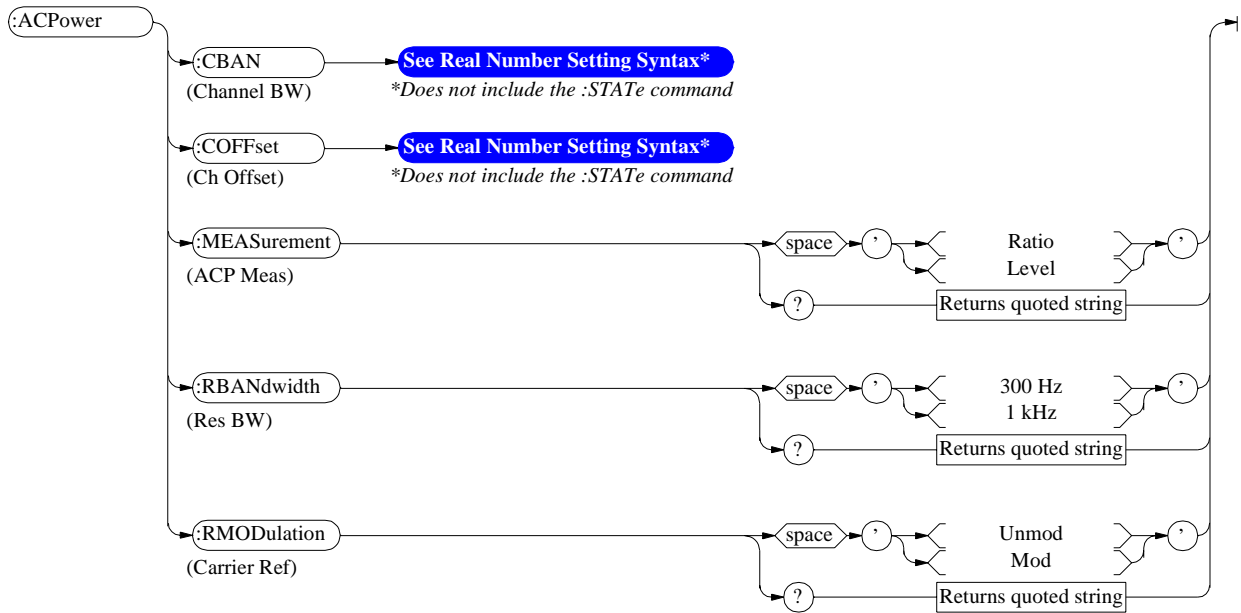 :ACPower
:CBAN
See Real Number Setting Syntax*
(Channel BW)
*Does not include the :STATe command
:COFFset
See Real Number Setting Syntax*
(Ch Offset)
*Does not include the :STATe command
:MEASurement
space
’
Ratio
’
Level
(ACP Meas)
?
Returns quoted string
:RBANdwidth
space
’
300 Hz
’
1 kHz
(Res BW)
?
Returns quoted string
:RMODulation
space
’
Unmod
’
Mod
(Carrier Ref)
?
Returns quoted string